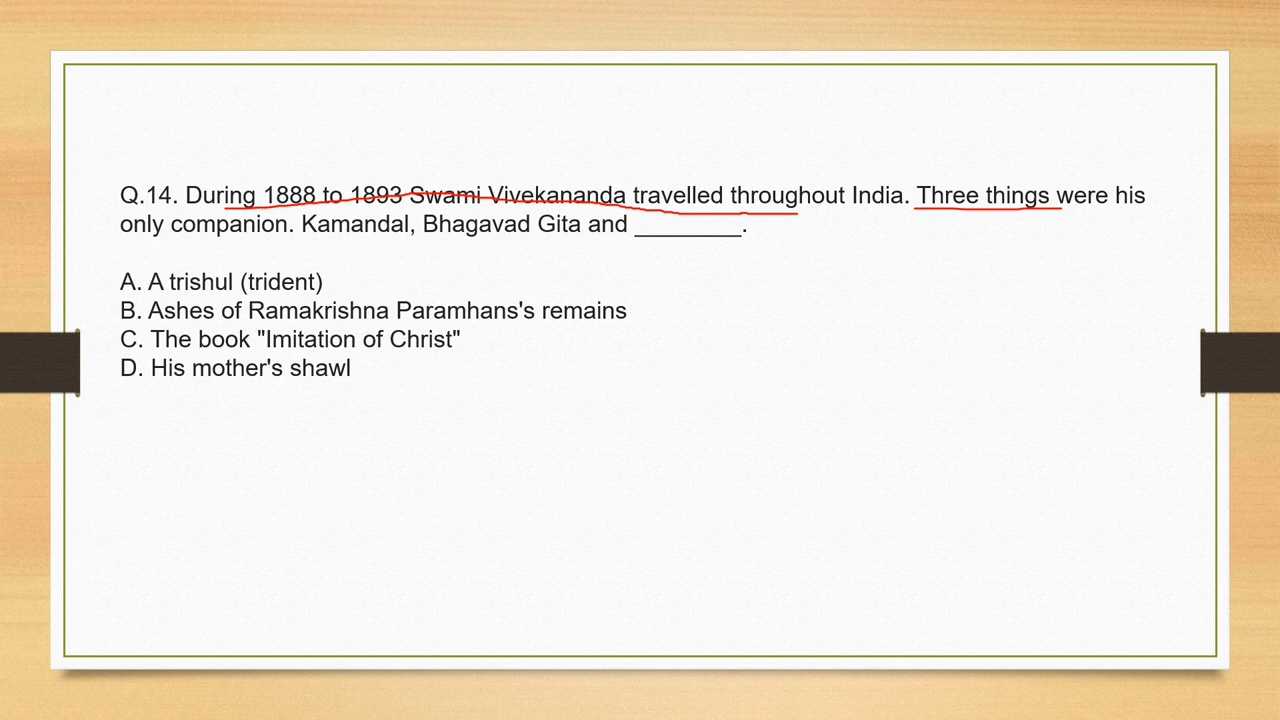 Q.14. During 1888 to 1893 Swami Vivekananda travelled throughout India. Three things were his
only companion. Kamandal, Bhagavad Gita and ________.
A. A trishul (trident)
B. Ashes of Ramakrishna Paramhans's remains
C. The book "Imitation of Christ"
D. His mother's shawl